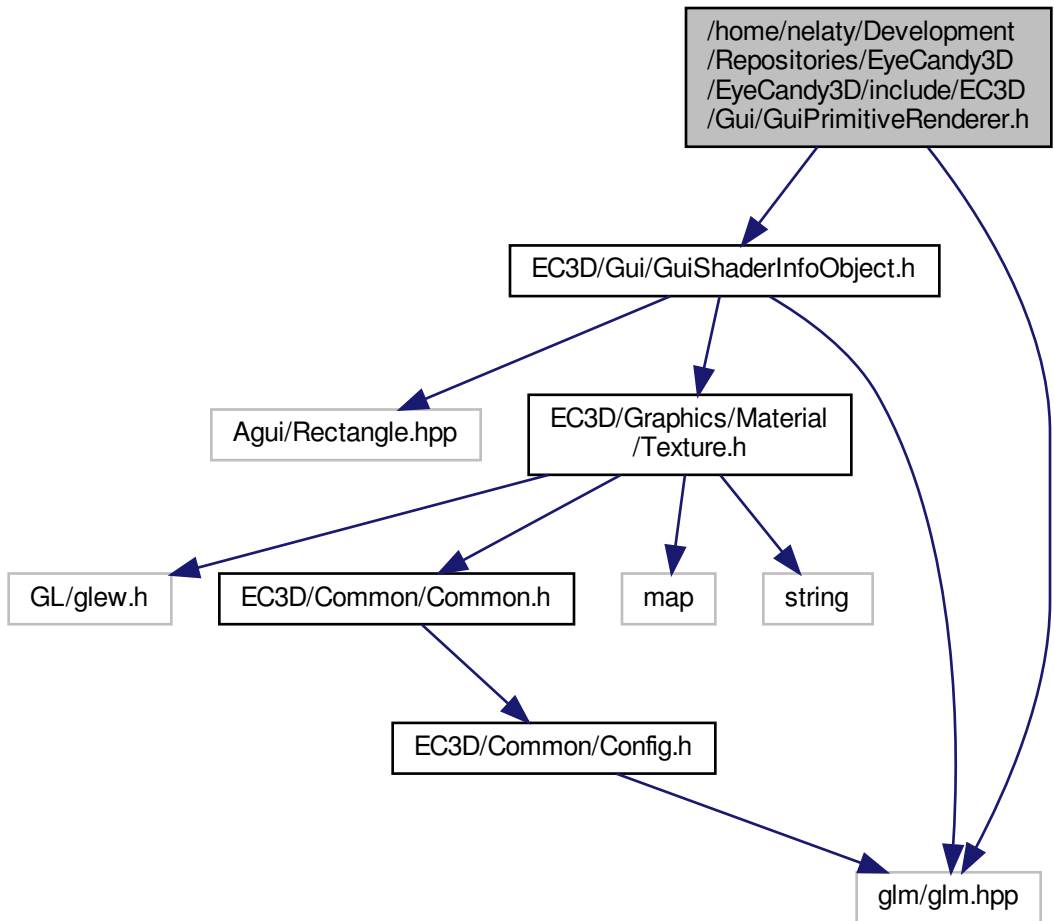 /home/nelaty/Development
/Repositories/EyeCandy3D
/EyeCandy3D/include/EC3D
/Gui/GuiPrimitiveRenderer.h
EC3D/Gui/GuiShaderInfoObject.h
Agui/Rectangle.hpp
EC3D/Graphics/Material
/Texture.h
GL/glew.h
EC3D/Common/Common.h
map
string
EC3D/Common/Config.h
glm/glm.hpp